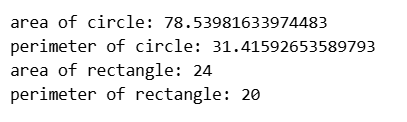 area of circle: 78.53981633974483
perimeter of circle: 31.41592653589793
area of rectangle: 24
perimeter of rectangle: 20